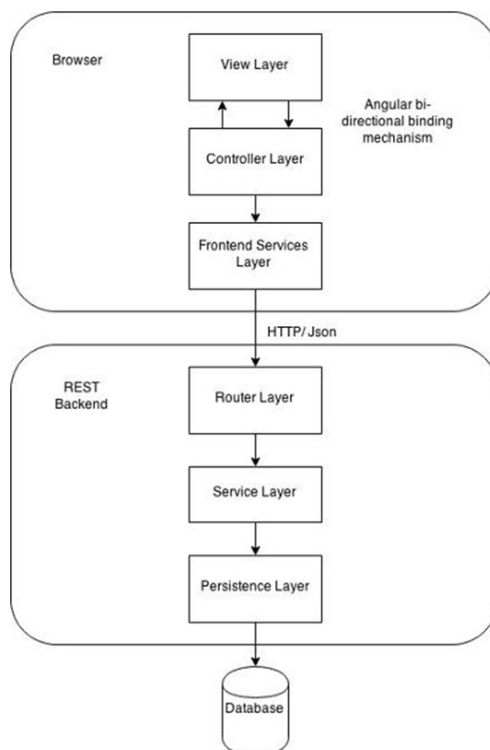 Browser
View Layer
Angular bi-
directional binding
mechanism
Controller Layer
Frontend Services
Layer
HTTP/ Json
REST
Backend
Router Layer
Service Layer
Persistence Layer
Database